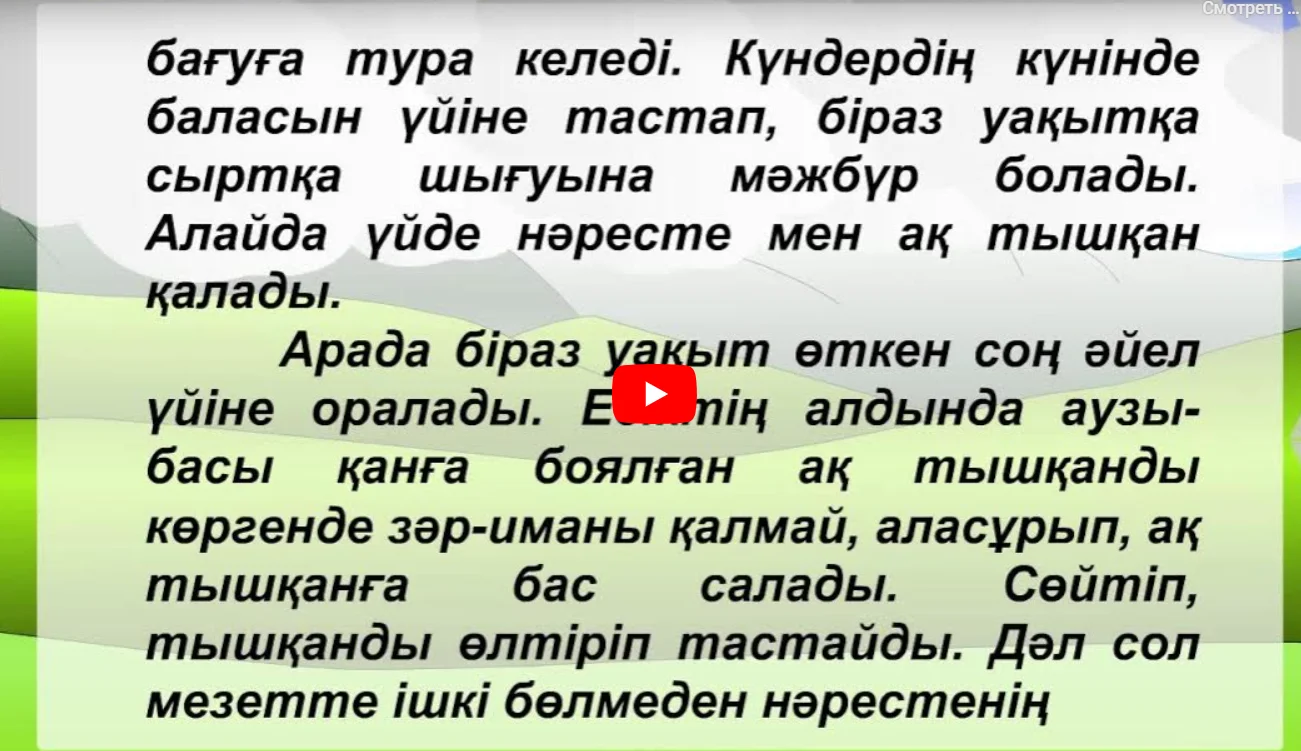 Смотреть ...
бағуға тура келеді. Күндердің күнінде
баласын үйіне тастап, біраз уақытқа
сыртқа шығуына мәжбүр болады.
Алайда үйде нәресте мен ақ тышқан
қалады.
Арада біраз уақыт өткен соң әйел
үйіне оралады. алдында аузы-
басы қанға боялған ақ тышқанды
көргенде зәр-иманы қалмай, аласұрып, ақ
тышқанға бас салады. Сөйтіп,
тышқанды өлтіріп тастайды. Дәл сол
мезетте ішкі бөлмеден нәрестенің